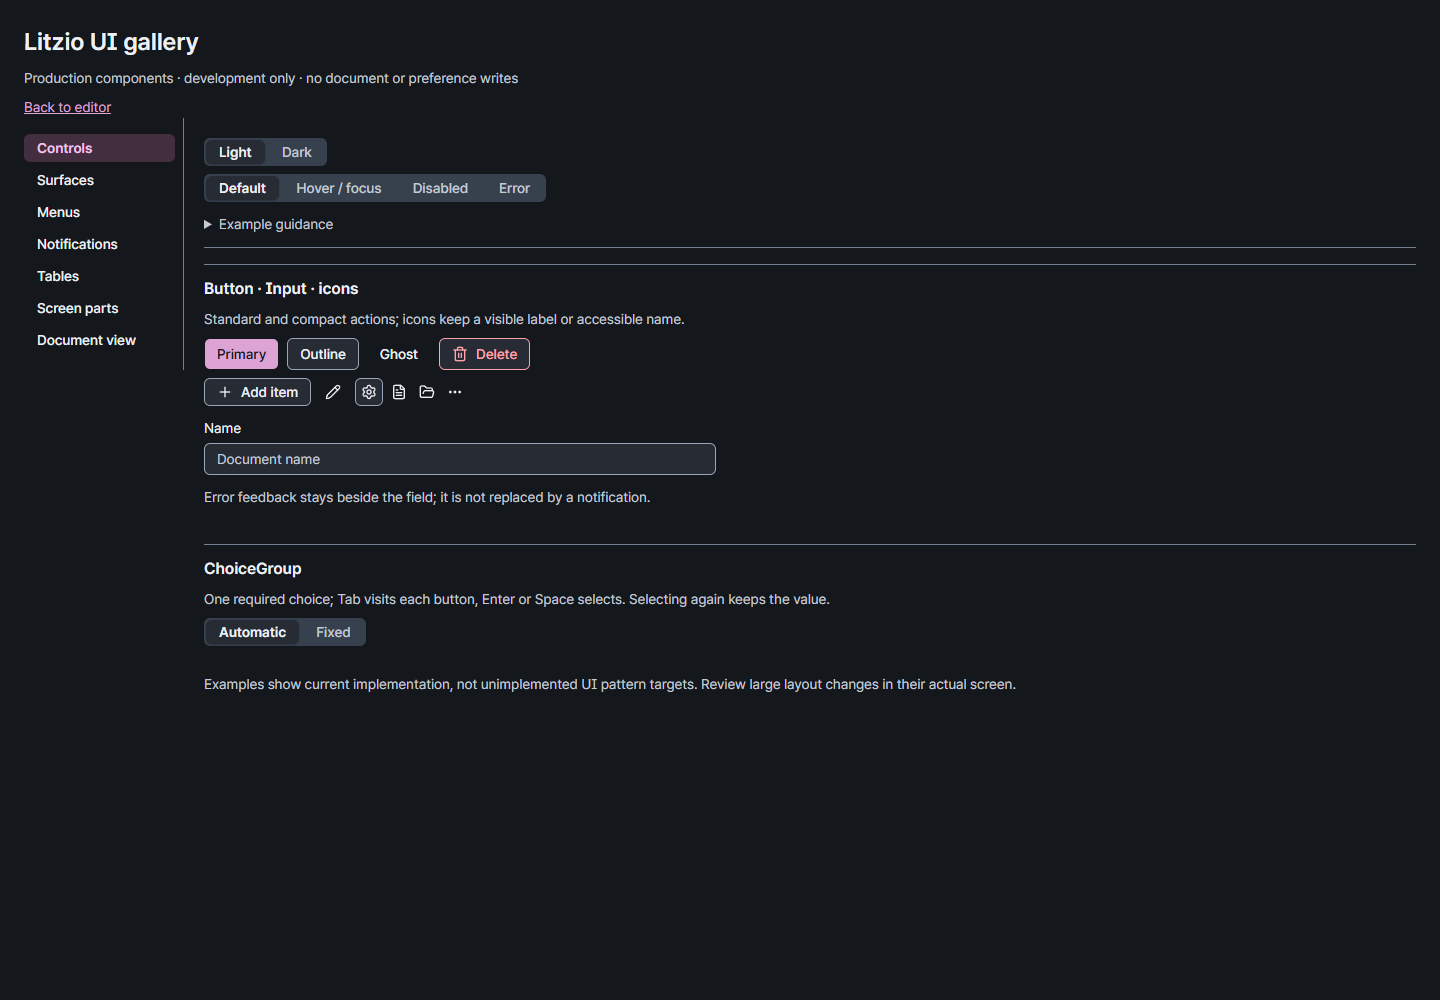 Litzio UI gallery
Production components · development only · no document or preference writes
Back to editor
Controls
Surfaces
Menus
Notifications
Tables
Screen parts
Document view
Light Dark
Default Hover / focus Disabled Error
Example guidance
Button · Input · icons
Standard and compact actions; icons keep a visible label or accessible name.
Primary Outline Ghost Delete
Add item
Name
Document name
Error feedback stays beside the field; it is not replaced by a notification.
ChoiceGroup
One required choice; Tab visits each button, Enter or Space selects. Selecting again keeps the value.
Automatic Fixed
Examples show current implementation, not unimplemented UI pattern targets. Review large layout changes in their actual screen.